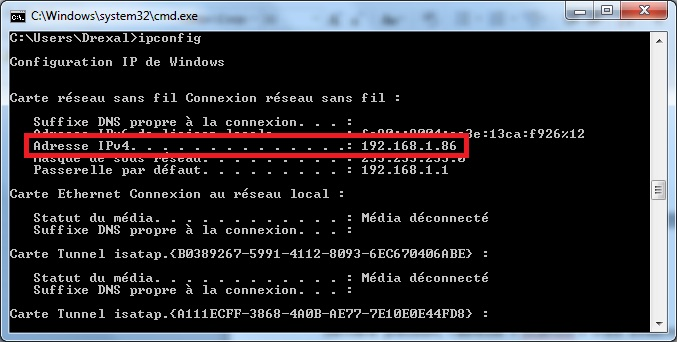 C:\Windows\system32\cmd.exe
C:\Users\Drexal>ipconfig
Configuration IP de Windows
Carte réseau sans fil Connexion réseau sans fil :
Suffixe DNS propre à la connexion. . . :
Adresse IPv6 de liaison locale. . . . .: fe80::8004: :13ca:f926%12
Adresse IPv4. . . . . . . . . . . . . .: 192.168.1.86
Masque de sous-réseau. . . . . . . . . : 255.255.255.0
Passerelle par défaut. . . . . . . . . : 192.168.1.1
Carte Ethernet Connexion au réseau local :
Statut du média. . . . . . . . . . . . : Média déconnecté
Suffixe DNS propre à la connexion. . . :
Carte Tunnel isatap.{B0389267-5991-4112-8093-6EC670406ABE} :
Statut du média. . . . . . . . . . . . : Média déconnecté
Suffixe DNS propre à la connexion. . . :
Carte Tunnel isatap.{A111ECFF-3868-4A0B-AE77-7E10E0E44FD8} :